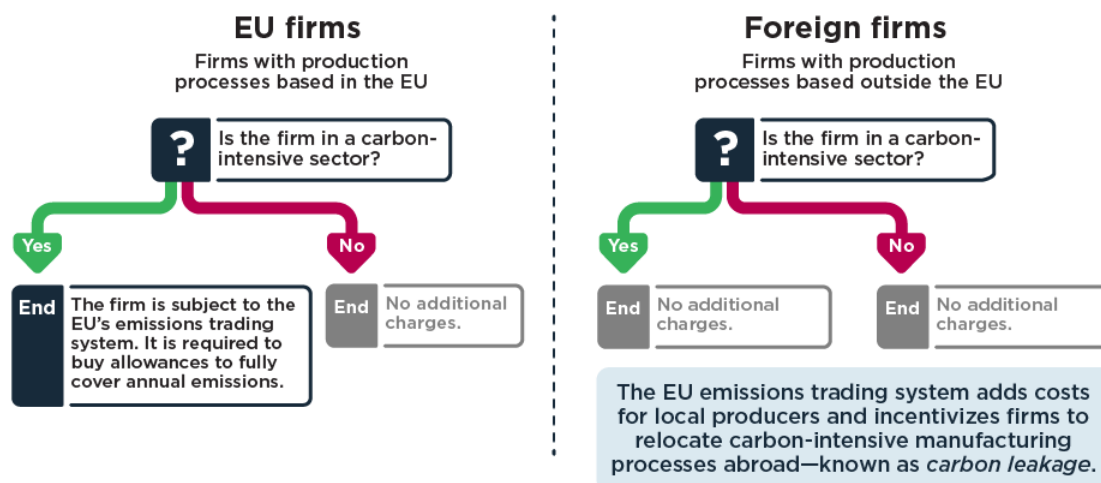 EU firms
Firms with production
processes based in the EU
?
Is the firm in a carbon-
intensive sector?
Yes
No
End
The firm is subject to the
EU's emissions trading
system. It is required to
buy allowances to fully
cover annual emissions.
End
No additional
charges.
Foreign firms
Firms with production
processes based outside the EU
?
Is the firm in a carbon-
intensive sector?
Yes
No
End
No additional
charges.
End
No additional
charges.
The EU emissions trading system adds costs
for local producers and incentivizes firms to
relocate carbon-intensive manufacturing
processes abroad—known as carbon leakage.